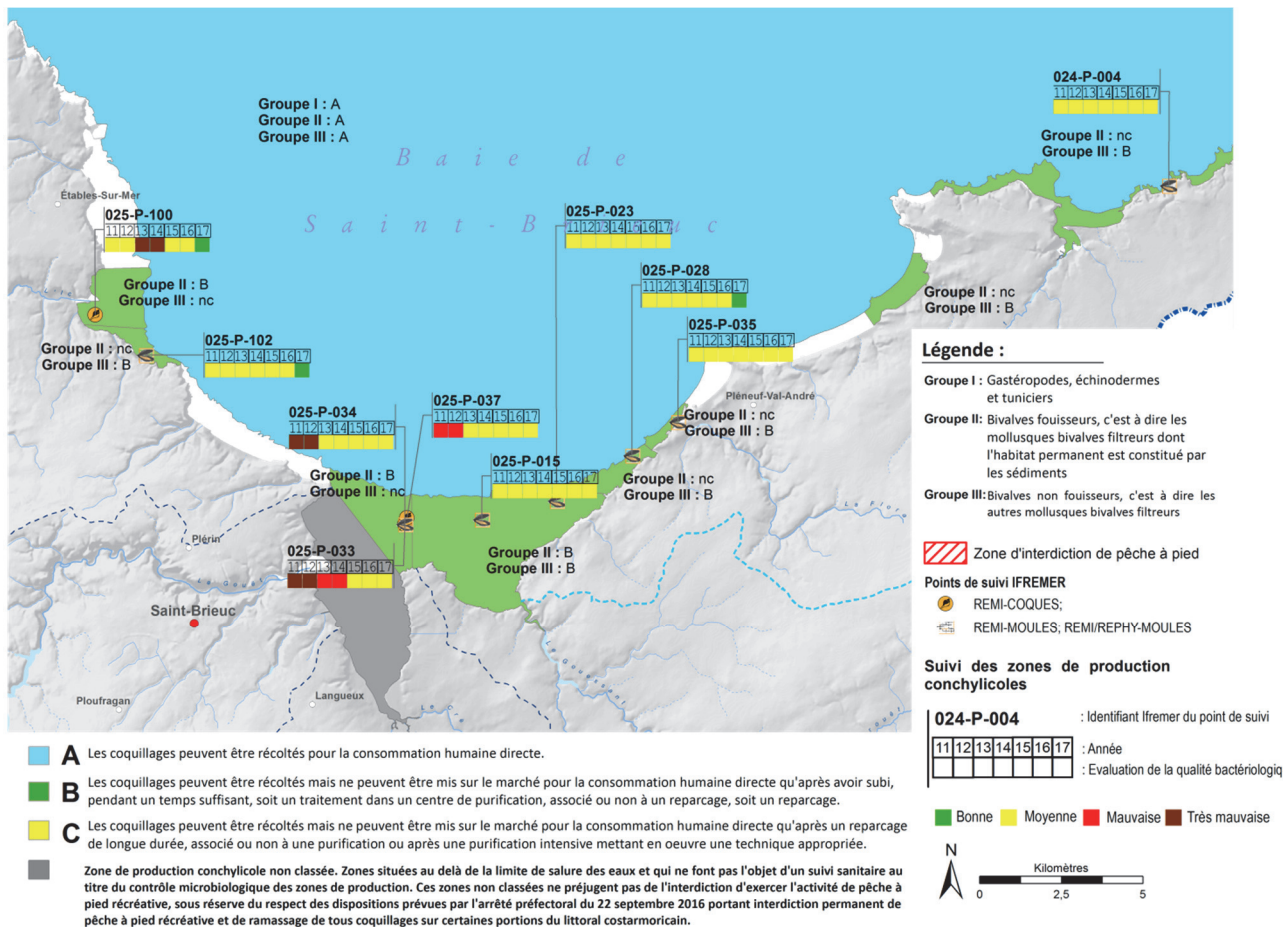 024-P-004
11 12 13 14 15 16 17
Groupe I : A
Groupe II : A
Groupe III : A
Baie de
Saint-Brieuc
Groupe II : nc
Groupe III : B
Étables-Sur-Mer
025-P-100
11 12 13 14 15 16 17
025-P-023
11 12 13 14 15 16 17
Groupe II : B
Groupe III : nc
025-P-028
11 12 13 14 15 16 17
Groupe II : nc
Groupe III : B
025-P-035
11 12 13 14 15 16 17
025-P-102
11 12 13 14 15 16 17
Groupe II : nc
Groupe III : B
Pléneuf-Val-André
Groupe II : nc
Groupe III : B
025-P-034
11 12 13 14 15 16 17
025-P-037
11 12 13 14 15 16 17
025-P-015
11 12 13 14 15 16 17
Groupe II : B
Groupe III : nc
Groupe II : nc
Groupe III : B
Plérin
025-P-033
11 12 13 14 15 16 17
Groupe II : B
Groupe III : B
Saint-Brieuc
Ploufragan
Langueux
Légende :
Groupe I : Gastéropodes, échinodermes
et tuniciers
Groupe II: Bivalves fouisseurs, c'est à dire les
mollusques bivalves filtreurs dont
l'habitat permanent est constitué par
les sédiments
Groupe III: Bivalves non fouisseurs, c'est à dire les
autres mollusques bivalves filtreurs
Zone d'interdiction de pêche à pied
Points de suivi IFREMER
REMI-COQUES;
REMI-MOULES; REMI/REPHY-MOULES
Suivi des zones de production
conchylicoles
024-P-004 : Identifiant Ifremer du point de suivi
11 12 13 14 15 16 17 : Année
: Evaluation de la qualité bactériologiq
Bonne Moyenne Mauvaise Très mauvaise
N
Kilomètres
0 2,5 5
A Les coquillages peuvent être récoltés pour la consommation humaine directe.
B Les coquillages peuvent être récoltés mais ne peuvent être mis sur le marché pour la consommation humaine directe qu'après avoir subi,
pendant un temps suffisant, soit un traitement dans un centre de purification, associé ou non à un reparcage, soit un reparcage.
C Les coquillages peuvent être récoltés mais ne peuvent être mis sur le marché pour la consommation humaine directe qu'après un reparcage
de longue durée, associé ou non à une purification ou après une purification intensive mettant en oeuvre une technique appropriée.
Zone de production conchylicole non classée. Zones situées au delà de la limite de salure des eaux et qui ne font pas l'objet d'un suivi sanitaire au
titre du contrôle microbiologique des zones de production. Ces zones non classées ne préjugent pas de l'interdiction d'exercer l'activité de pêche à
pied récréative, sous réserve du respect des dispositions prévues par l'arrêté préfectoral du 22 septembre 2016 portant interdiction permanent de
pêche à pied récréative et de ramassage de tous coquillages sur certaines portions du littoral costarmoricain.